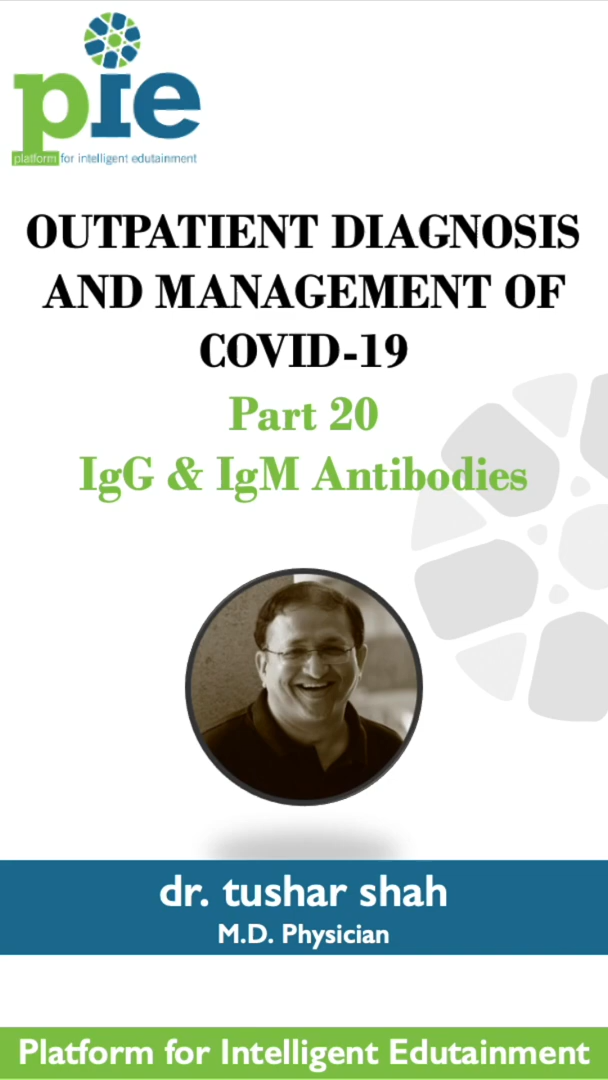 pie
platform for intelligent edutainment
OUTPATIENT DIAGNOSIS
AND MANAGEMENT OF
COVID-19
Part 20
IgG & IgM Antibodies
dr. tushar shah
M.D. Physician
Platform for Intelligent Edutainment